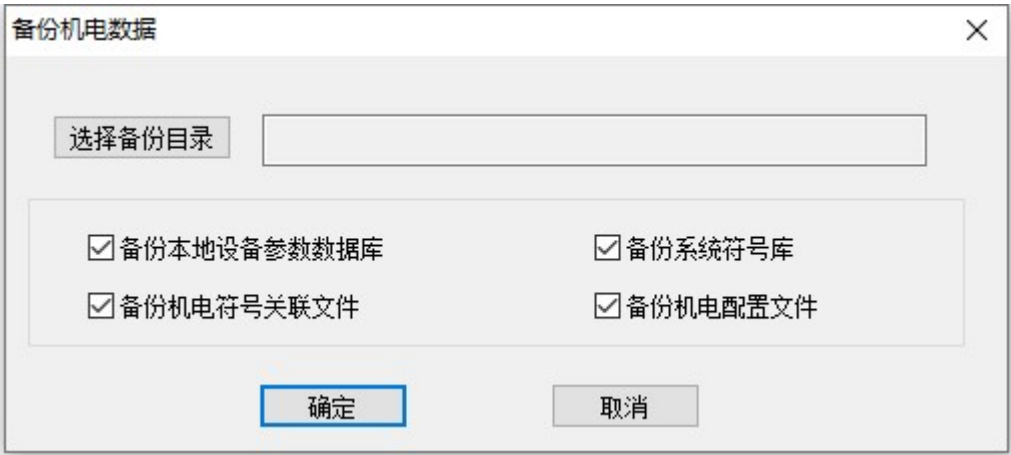 备份机电数据
选择备份目录
备份本地设备参数数据库 备份系统符号库
备份机电符号关联文件 备份机电配置文件
确定 取消